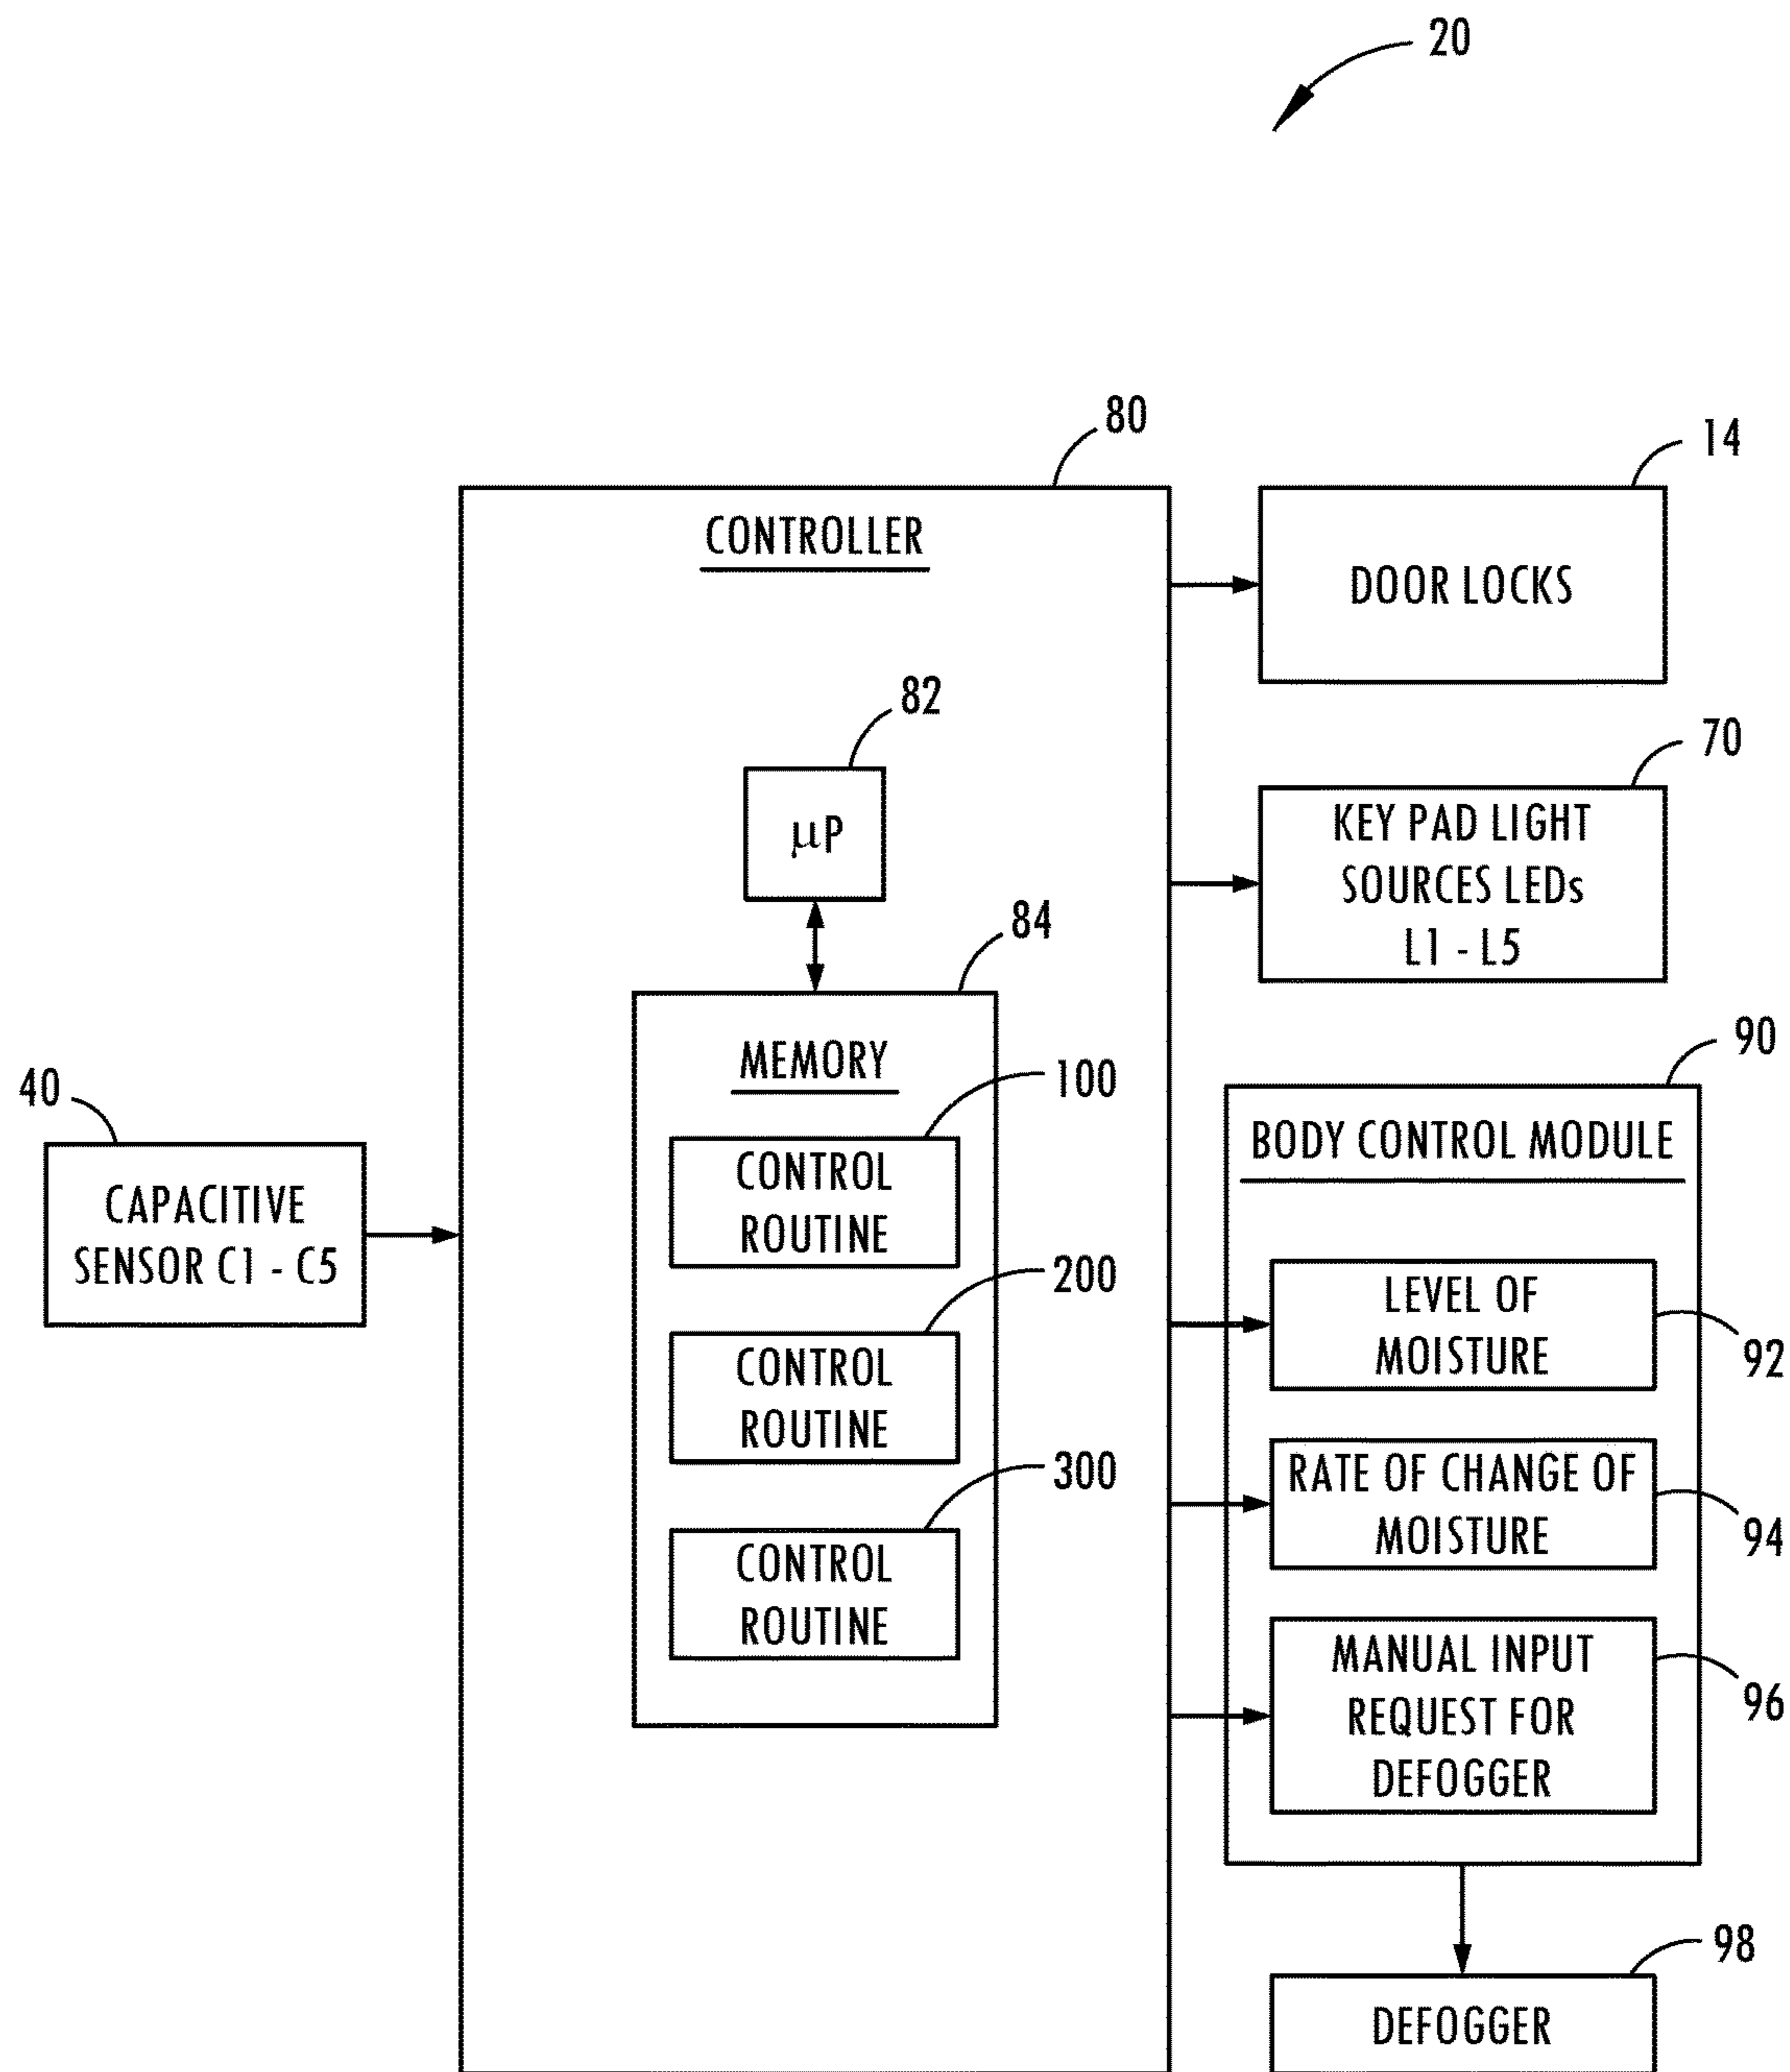 20
80
14
CONTROLLER
DOOR LOCKS
82
70
μP
KEY PAD LIGHT
SOURCES LEDs
L1 - L5
84
90
MEMORY
BODY CONTROL MODULE
40
100
CAPACITIVE
SENSOR C1 - C5
CONTROL
ROUTINE
200
LEVEL OF
MOISTURE
92
CONTROL
ROUTINE
300
RATE OF CHANGE OF
MOISTURE
94
CONTROL
ROUTINE
MANUAL INPUT
REQUEST FOR
DEFOGGER
96
98
DEFOGGER